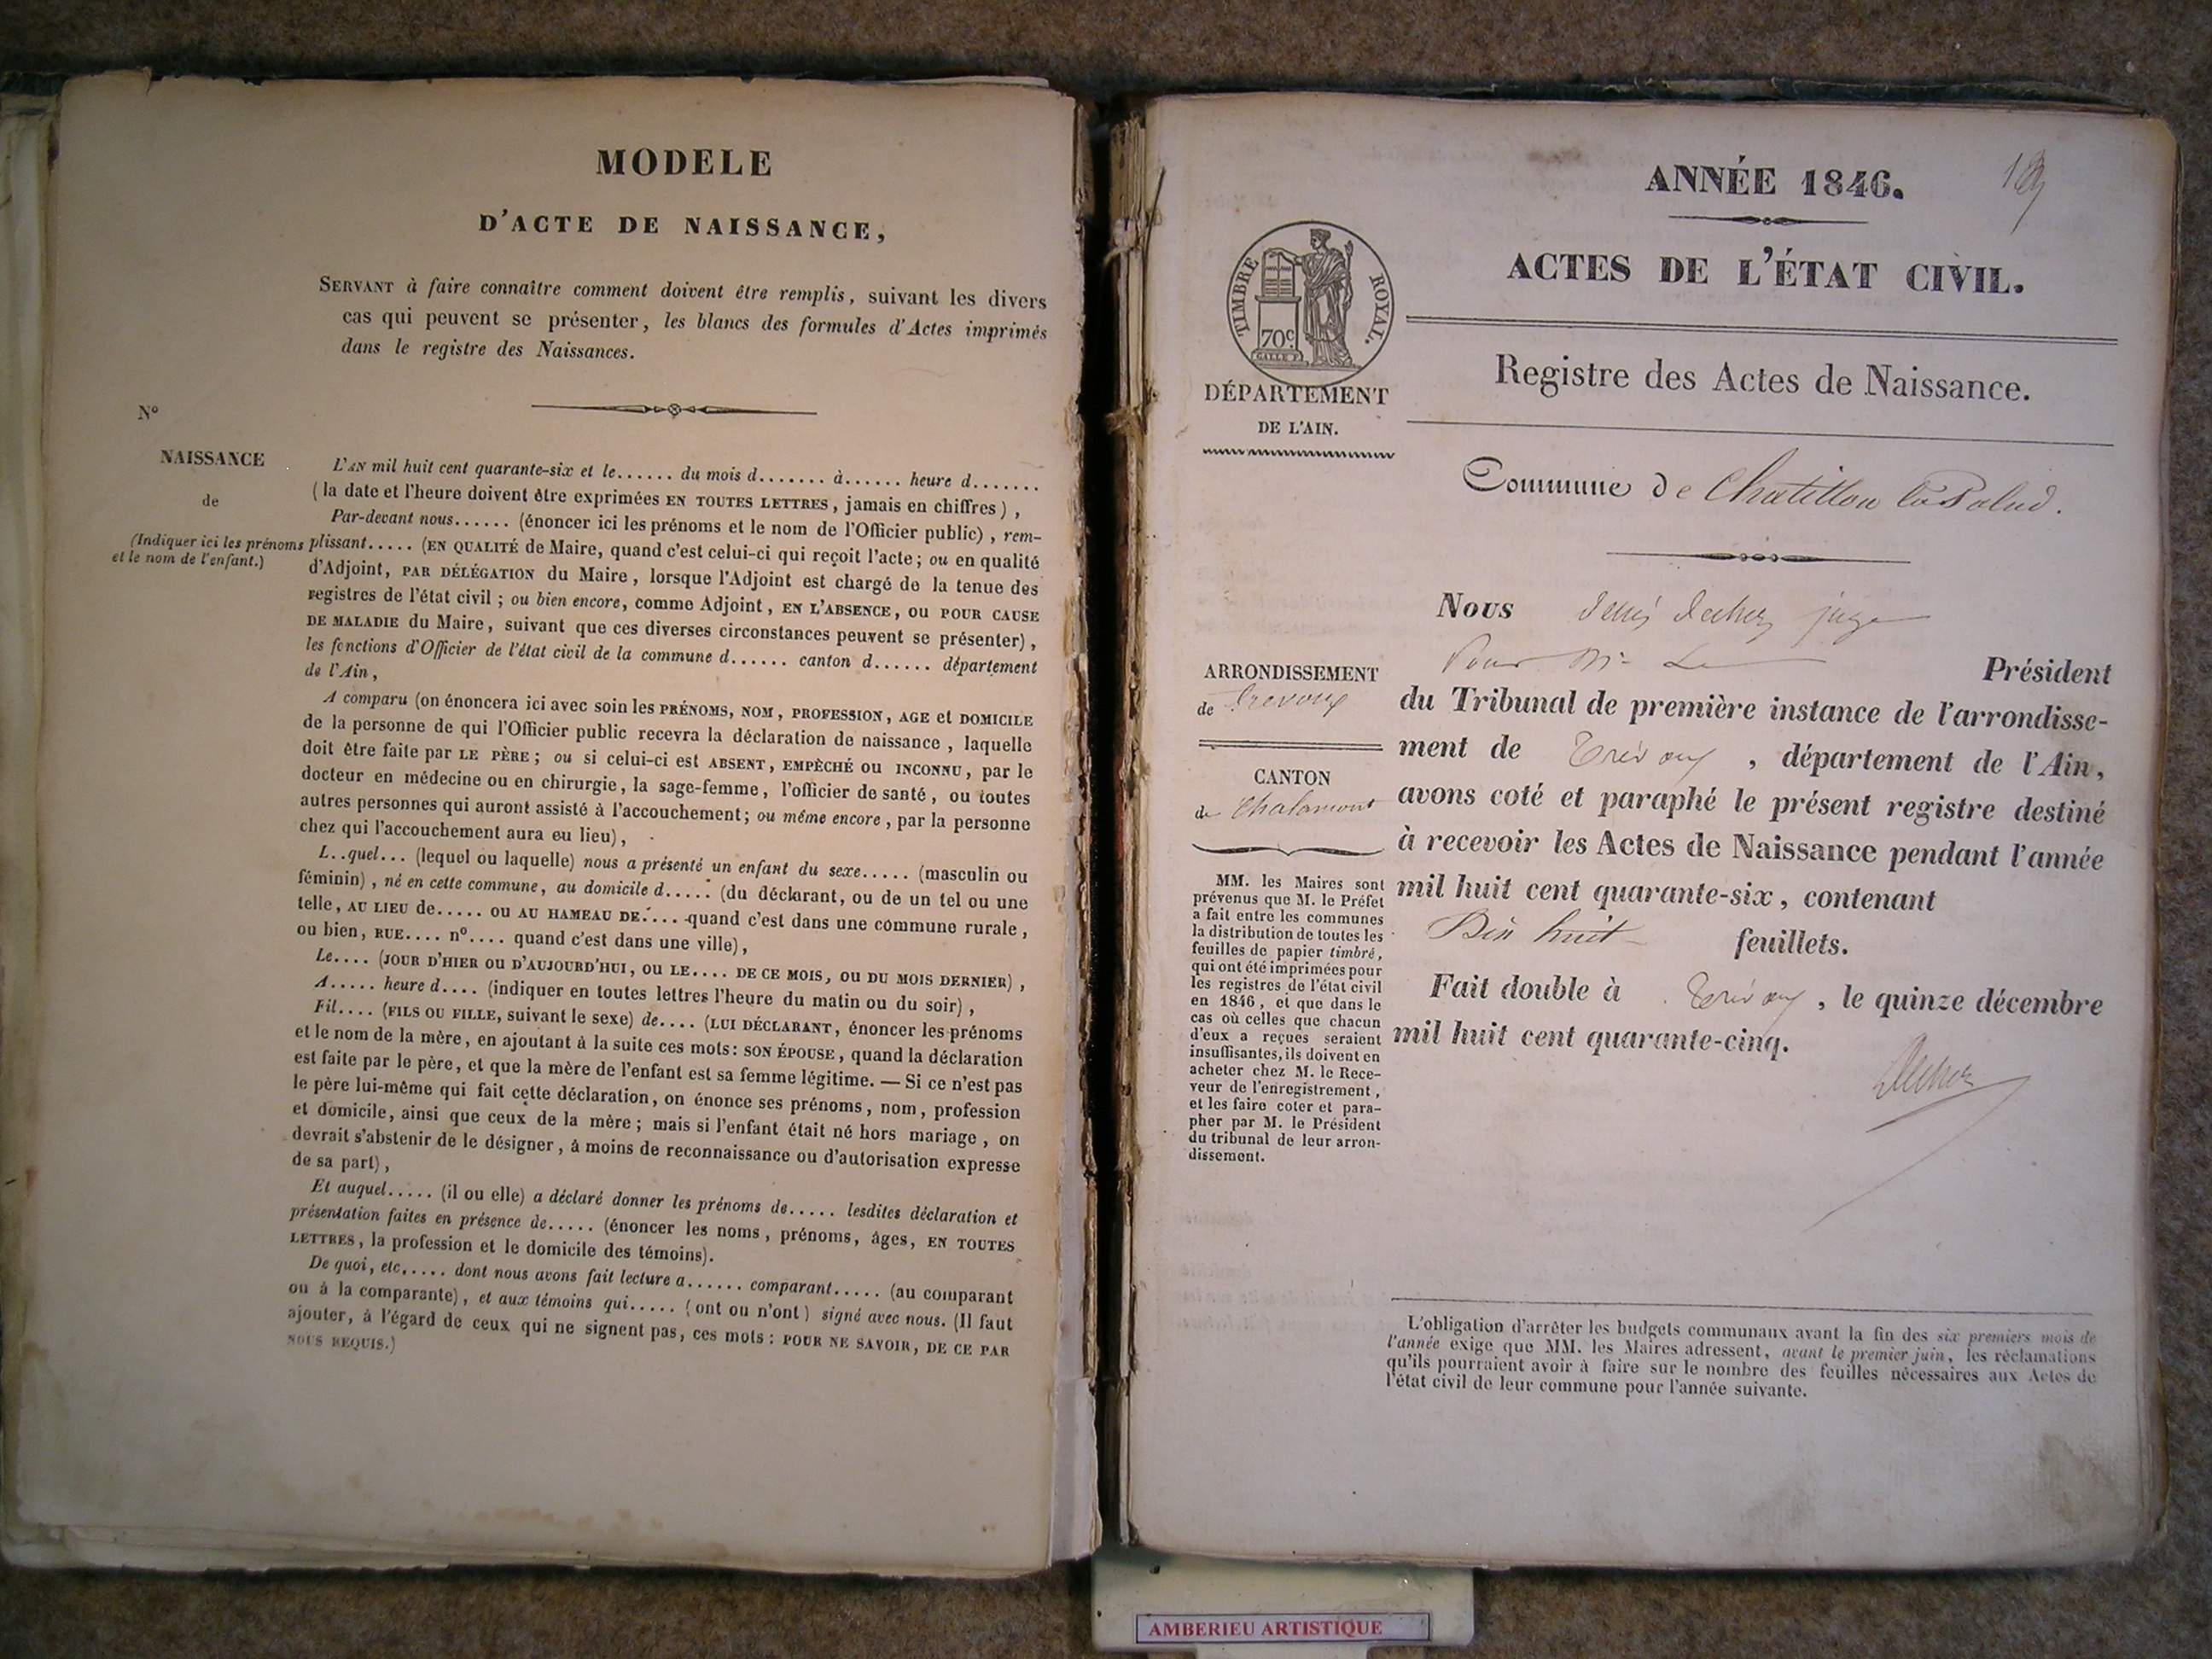 MODELE
D'ACTE DE NAISSANCE,
SERVANT à faire connaître comment doivent être remplis, suivant les divers
cas qui peuvent se présenter, les blancs des formules d'Actes imprimés
dans le registre des Naissances.
N°
NAISSANCE
de
(Indiquer ici les prénoms
et le nom de l'enfant.)
L'AN mil huit cent quarante-six et le...... du mois d....... à...... heure d.......
(la date et l'heure doivent être exprimées EN TOUTES LETTRES, jamais en chiffres),
Par-devant nous...... (énoncer ici les prénoms et le nom de l'Officier public), rem-
plissant..... (EN QUALITÉ de Maire, quand c'est celui-ci qui reçoit l'acte; ou en qualité
d'Adjoint, PAR DÉLÉGATION du Maire, lorsque l'Adjoint est chargé de la tenue des
registres de l'état civil; ou bien encore, comme Adjoint, EN L'ABSENCE, OU POUR CAUSE
DE MALADIE du Maire, suivant que ces diverses circonstances peuvent se présenter),
les fonctions d'Officier de l'état civil de la commune d...... canton d...... département
de l'Ain,
A comparu (on énoncera ici avec soin les PRÉNOMS, NOM, PROFESSION, AGE et DOMICILE
de la personne de qui l'Officier public recevra la déclaration de naissance, laquelle
doit être faite par LE PÈRE; ou si celui-ci est ABSENT, EMPÊCHÉ ou INCONNU, par le
docteur en médecine ou en chirurgie, la sage-femme, l'officier de santé, ou toutes
autres personnes qui auront assisté à l'accouchement; ou même encore, par la personne
chez qui l'accouchement aura eu lieu),
L..quel... (lequel ou laquelle) nous a présenté un enfant du sexe..... (masculin ou
féminin), né en cette commune, au domicile d..... (du déclarant, ou de un tel ou une
telle, AU LIEU de..... OU AU HAMEAU DE..... quand c'est dans une commune rurale,
ou bien, RUE.... n°.... quand c'est dans une ville),
Le.... (JOUR D'HIER OU D'AUJOURD'HUI, OU LE.... DE CE MOIS, OU DU MOIS DERNIER),
A..... heure d.... (indiquer en toutes lettres l'heure du matin ou du soir),
Fil.... (FILS OU FILLE, suivant le sexe) de.... (LUI DÉCLARANT, énoncer les prénoms
et le nom de la mère, en ajoutant à la suite ces mots: SON ÉPOUSE, quand la déclaration
est faite par le père, et que la mère de l'enfant est sa femme légitime. — Si ce n'est pas
le père lui-même qui fait cette déclaration, on énonce ses prénoms, nom, profession
et domicile, ainsi que ceux de la mère; mais si l'enfant était né hors mariage, on
devrait s'abstenir de le désigner, à moins de reconnaissance ou d'autorisation expresse
de sa part),
Et auquel..... (il ou elle) a déclaré donner les prénoms de..... lesdites déclaration et
présentation faites en présence de..... (énoncer les noms, prénoms, âges, EN TOUTES
LETTRES, la profession et le domicile des témoins).
De quoi, etc..... dont nous avons fait lecture a...... comparant..... (au comparant
ou à la comparante), et aux témoins qui..... (ont ou n'ont) signé avec nous. (Il faut
ajouter, à l'égard de ceux qui ne signent pas, ces mots: POUR NE SAVOIR, DE CE PAR
NOUS REQUIS.)
ANNÉE 1846.
ACTES DE L'ÉTAT CIVIL.
TIMBRE ROYAL.
70c
DÉPARTEMENT
DE L'AIN.
Registre des Actes de Naissance.
Commune de Chatillon la Palud.
ARRONDISSEMENT
de Trevoux
CANTON
de Chalamont
MM. les Maires sont
prévenus que M. le Préfet
a fait entre les communes
la distribution de toutes les
feuilles de papier timbré,
qui ont été imprimées pour
les registres de l'état civil
en 1846, et que dans le
cas où celles que chacun
d'eux a reçues seraient
insuffisantes, ils doivent en
acheter chez M. le Rece-
veur de l'enregistrement,
et les faire coter et para-
pher par M. le Président
du tribunal de leur arron-
dissement.
Nous juge
Pour Mr Le Président
du Tribunal de première instance de l'arrondisse-
ment de Trévoux, département de l'Ain,
avons coté et paraphé le présent registre destiné
à recevoir les Actes de Naissance pendant l'année
mil huit cent quarante-six, contenant
Dix huit feuillets.
Fait double à Trévoux, le quinze décembre
mil huit cent quarante-cinq.
L'obligation d'arrêter les budgets communaux avant la fin des six premiers mois de
l'année exige que MM. les Maires adressent, avant le premier juin, les réclamations
qu'ils pourraient avoir à faire sur le nombre des feuilles nécessaires aux Actes de
l'état civil de leur commune pour l'année suivante.
AMBERIEU ARTISTIQUE